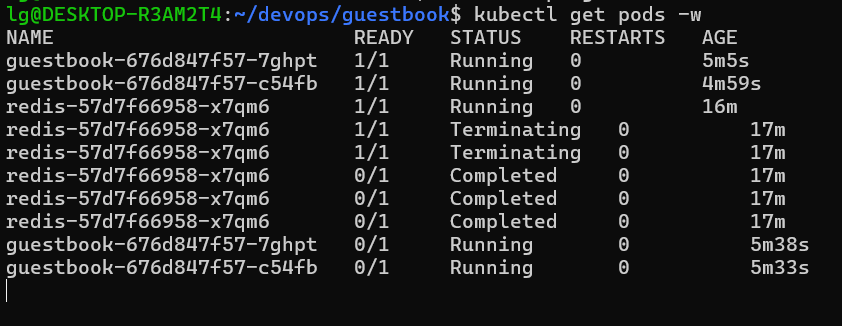 lg@DESKTOP-R3AM2T4:~/devops/guestbook$ kubectl get pods -w
NAME                         READY   STATUS    RESTARTS   AGE
guestbook-676d847f57-7ghpt   1/1     Running   0          5m5s
guestbook-676d847f57-c54fb   1/1     Running   0          4m59s
redis-57d7f66958-x7qm6       1/1     Running   0          16m
redis-57d7f66958-x7qm6       1/1     Terminating   0          17m
redis-57d7f66958-x7qm6       1/1     Terminating   0          17m
redis-57d7f66958-x7qm6       0/1     Completed     0          17m
redis-57d7f66958-x7qm6       0/1     Completed     0          17m
redis-57d7f66958-x7qm6       0/1     Completed     0          17m
guestbook-676d847f57-7ghpt   0/1     Running       0          5m38s
guestbook-676d847f57-c54fb   0/1     Running       0          5m33s